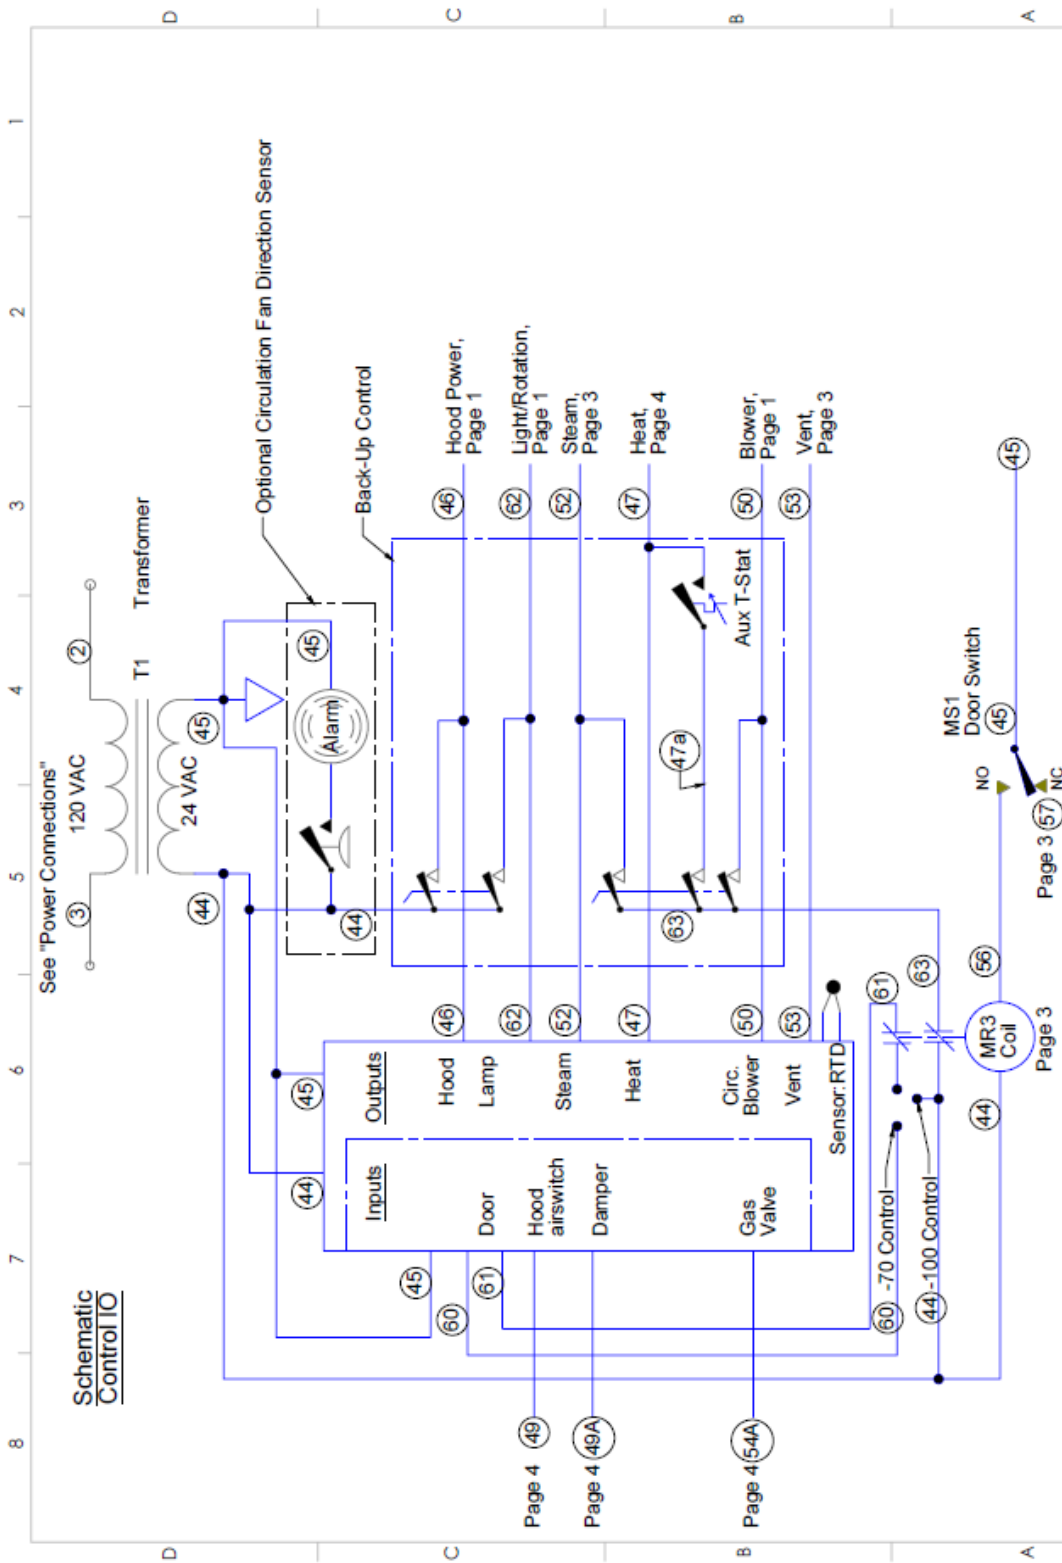 8
7
6
5
4
3
2
1
D
D
C
C
B
B
A
A
Schematic
Control IO
See "Power Connections"
3
120 VAC
2
T1
Transformer
44
24 VAC
45
Optional Circulation Fan Direction Sensor
44
Alarm
45
Back-Up Control
44
45
Inputs
Outputs
45
60
61
Door
Hood
airswitch
Damper
Gas
Valve
Hood
Lamp
Steam
Heat
Circ.
Blower
Vent
Sensor: RTD
46
62
52
47
50
53
46
Hood Power,
Page 1
62
Light/Rotation,
Page 1
52
Steam,
Page 3
47
Heat,
Page 4
50
Blower,
Page 1
53
Vent,
Page 3
63
47a
Aux T-Stat
Page 4
49
Page 4
49A
Page 4
54A
60
-70 Control
44
-100 Control
61
63
44
MR3
Coil
Page 3
56
MS1
Door Switch
NO
NC
45
45
Page 3
57